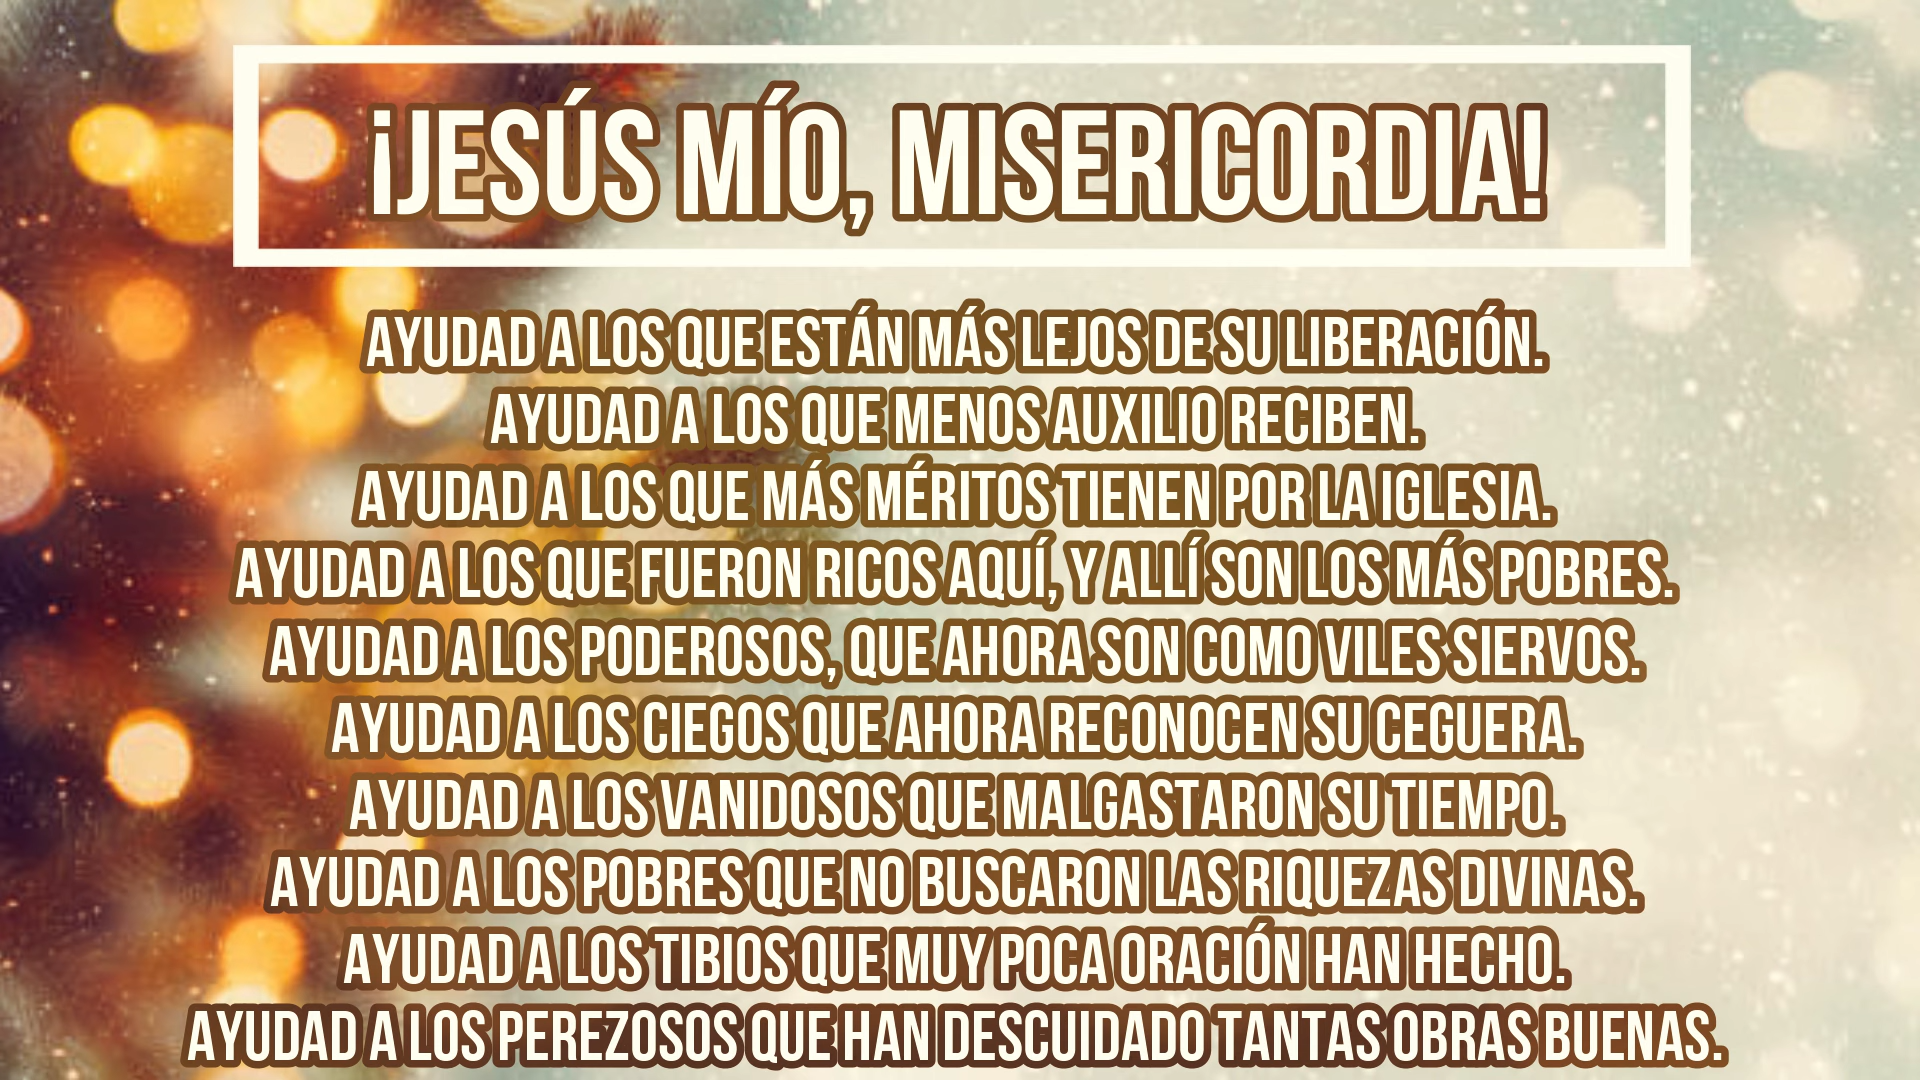 ¡JESÚS MÍO, MISERICORDIA!
AYUDAD A LOS QUE ESTÁN MÁS LEJOS DE SU LIBERACIÓN.
AYUDAD A LOS QUE MENOS AUXILIO RECIBEN.
AYUDAD A LOS QUE MÁS MÉRITOS TIENEN POR LA IGLESIA.
AYUDAD A LOS QUE FUERON RICOS AQUÍ, Y ALLÍ SON LOS MÁS POBRES.
AYUDAD A LOS PODEROSOS, QUE AHORA SON COMO VILES SIERVOS.
AYUDAD A LOS CIEGOS QUE AHORA RECONOCEN SU CEGUERA.
AYUDAD A LOS VANIDOSOS QUE MALGASTARON SU TIEMPO.
AYUDAD A LOS POBRES QUE NO BUSCARON LAS RIQUEZAS DIVINAS.
AYUDAD A LOS TIBIOS QUE MUY POCA ORACIÓN HAN HECHO.
AYUDAD A LOS PEREZOSOS QUE HAN DESCUIDADO TANTAS OBRAS BUENAS.